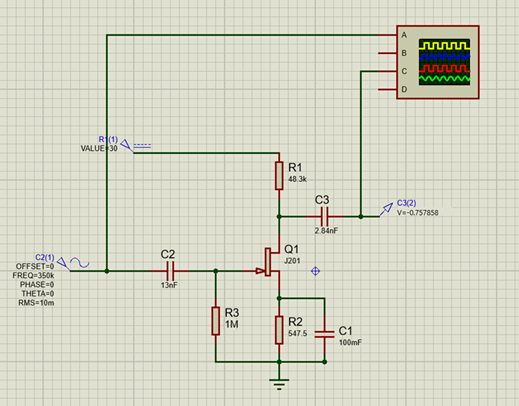 A
B
C
D
R1(1)
VALUE=30
R1
48.3k
C3
2.84nF
C3(2)
V=-0.757858
C2(1)
OFFSET=0
FREQ=350k
PHASE=0
THETA=0
RMS=10m
C2
13nF
Q1
J201
R3
1M
R2
547.5
C1
100mF